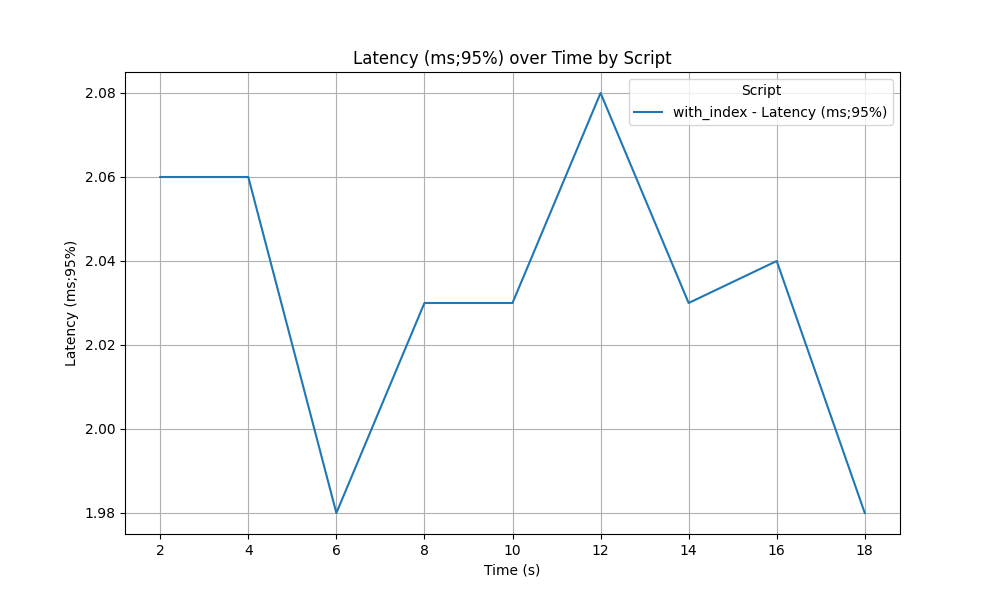 Latency (ms;95%) over Time by Script
Script
with_index - Latency (ms;95%)
Latency (ms;95%)
2.08
2.06
2.04
2.02
2.00
1.98
2 4 6 8 10 12 14 16 18
Time (s)